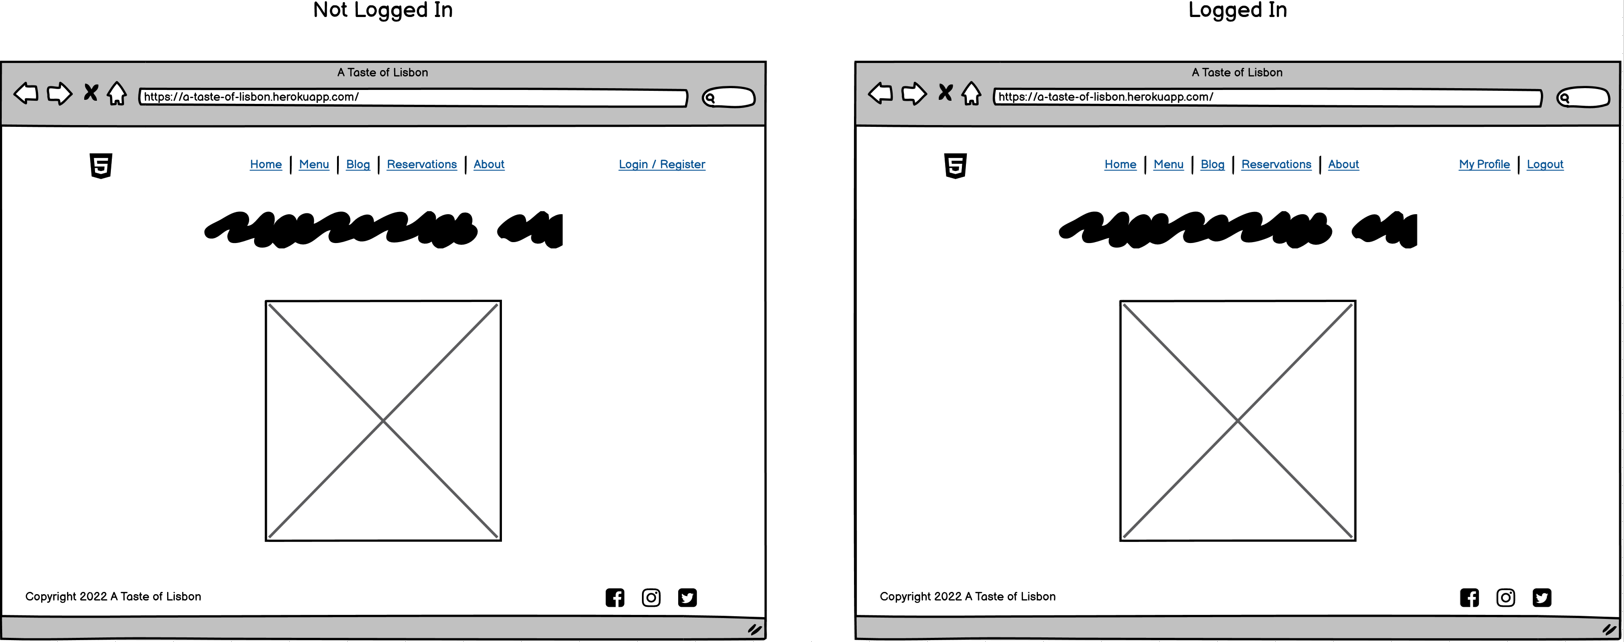 Not Logged In
A Taste of Lisbon
https://a-taste-of-lisbon.herokuapp.com/
Home | Menu | Blog | Reservations | About
Login / Register
Copyright 2022 A Taste of Lisbon
Logged In
A Taste of Lisbon
https://a-taste-of-lisbon.herokuapp.com/
Home | Menu | Blog | Reservations | About
My Profile | Logout
Copyright 2022 A Taste of Lisbon